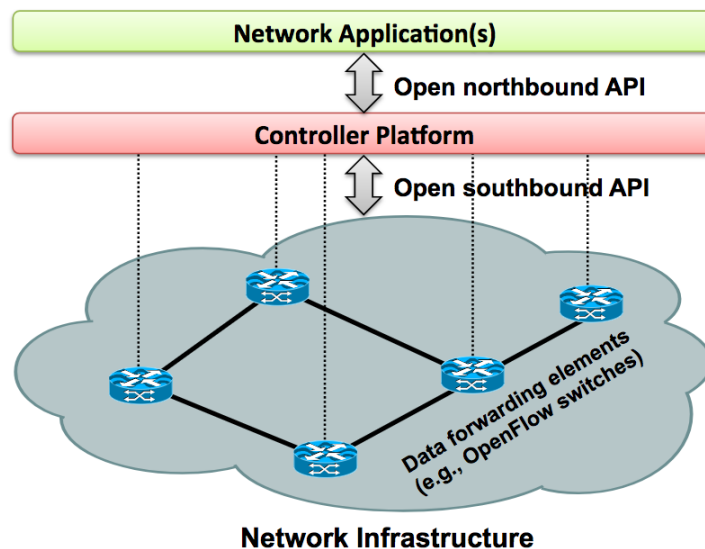 Network Application(s)
Open northbound API
Controller Platform
Open southbound API
Data forwarding elements
(e.g., OpenFlow switches)
Network Infrastructure